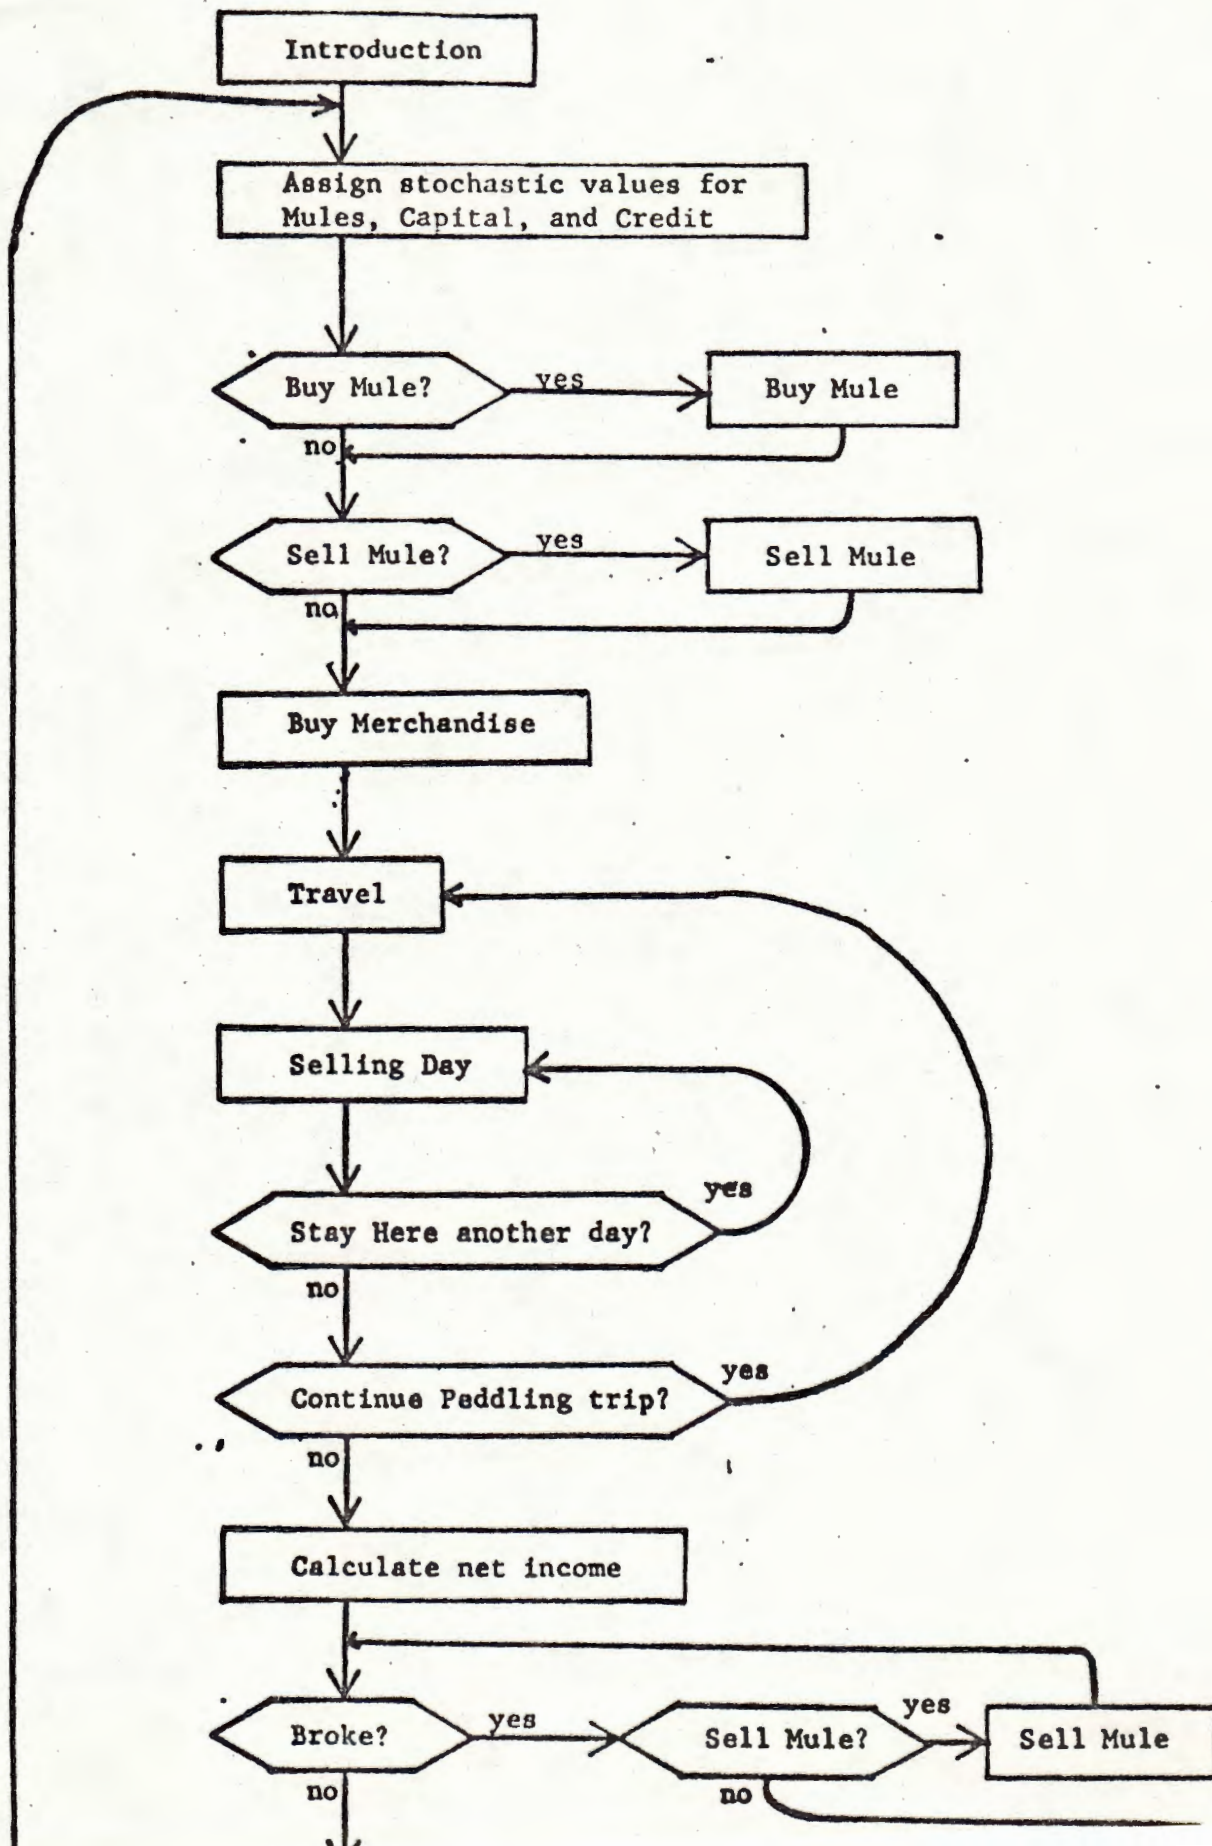 Introduction
Assign stochastic values for
Mules, Capital, and Credit
Buy Mule?
yes
Buy Mule
no
Sell Mule?
yes
Sell Mule
no
Buy Merchandise
Travel
Selling Day
yes
Stay Here another day?
no
yes
Continue Peddling trip?
no
Calculate net income
Broke?
yes
Sell Mule?
yes
Sell Mule
no
no